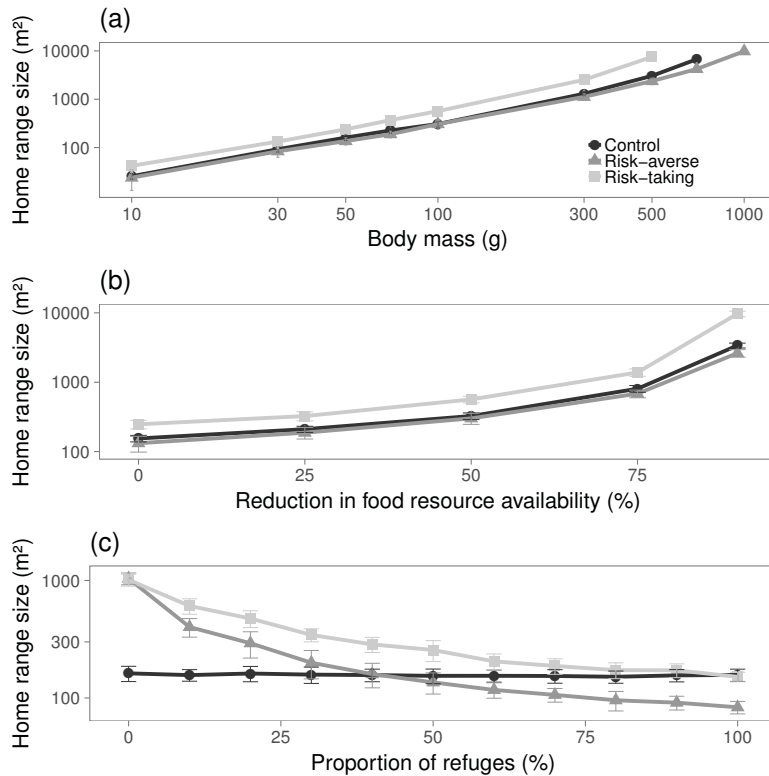 (a)
Home range size (m²)
10000
1000
100
Control
Risk−averse
Risk−taking
10 30 50 100 300 500 1000
Body mass (g)
(b)
Home range size (m²)
10000
1000
100
0 25 50 75
Reduction in food resource availability (%)
(c)
Home range size (m²)
1000
300
100
0 25 50 75 100
Proportion of refuges (%)